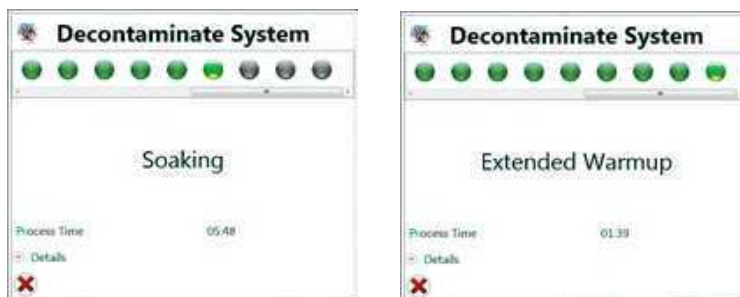 Decontaminate System
Soaking
Process Time 05:48
Details
Decontaminate System
Extended Warmup
Process Time 01:39
Details